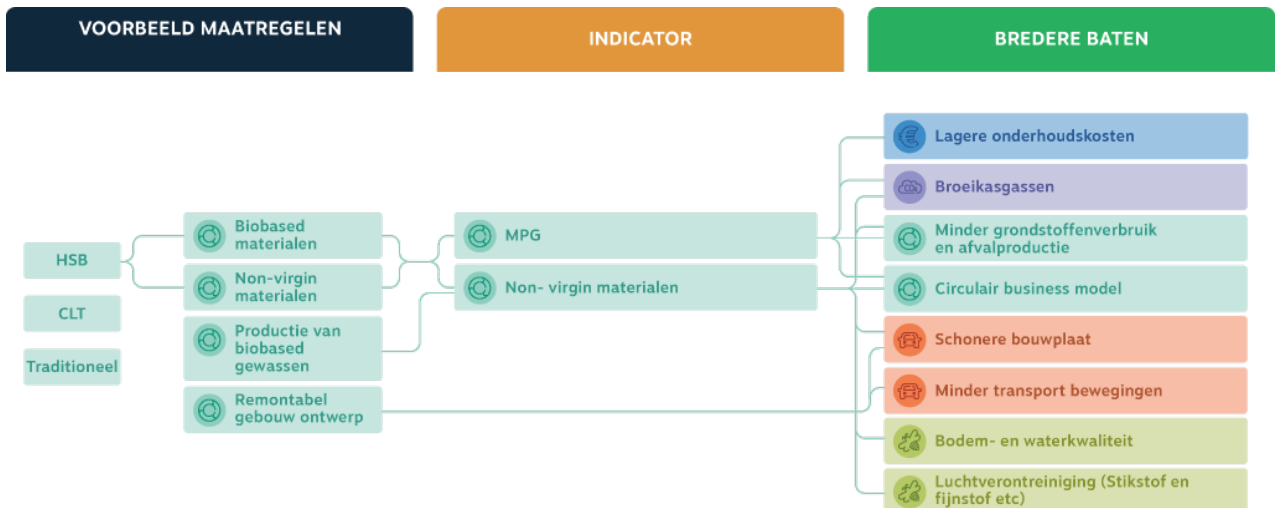 VOORBEELD MAATREGELEN
INDICATOR
BREDERE BATEN
HSB
CLT
Traditioneel
Biobased
materialen
Non-virgin
materialen
Productie van
biobased
gewassen
Remontabel
gebouw ontwerp
MPG
Non- virgin materialen
Lagere onderhoudskosten
Broeikasgassen
Minder grondstoffenverbruik
en afvalproductie
Circulair business model
Schonere bouwplaat
Minder transport bewegingen
Bodem- en waterkwaliteit
Luchtverontreiniging (Stikstof en
fijnstof etc)